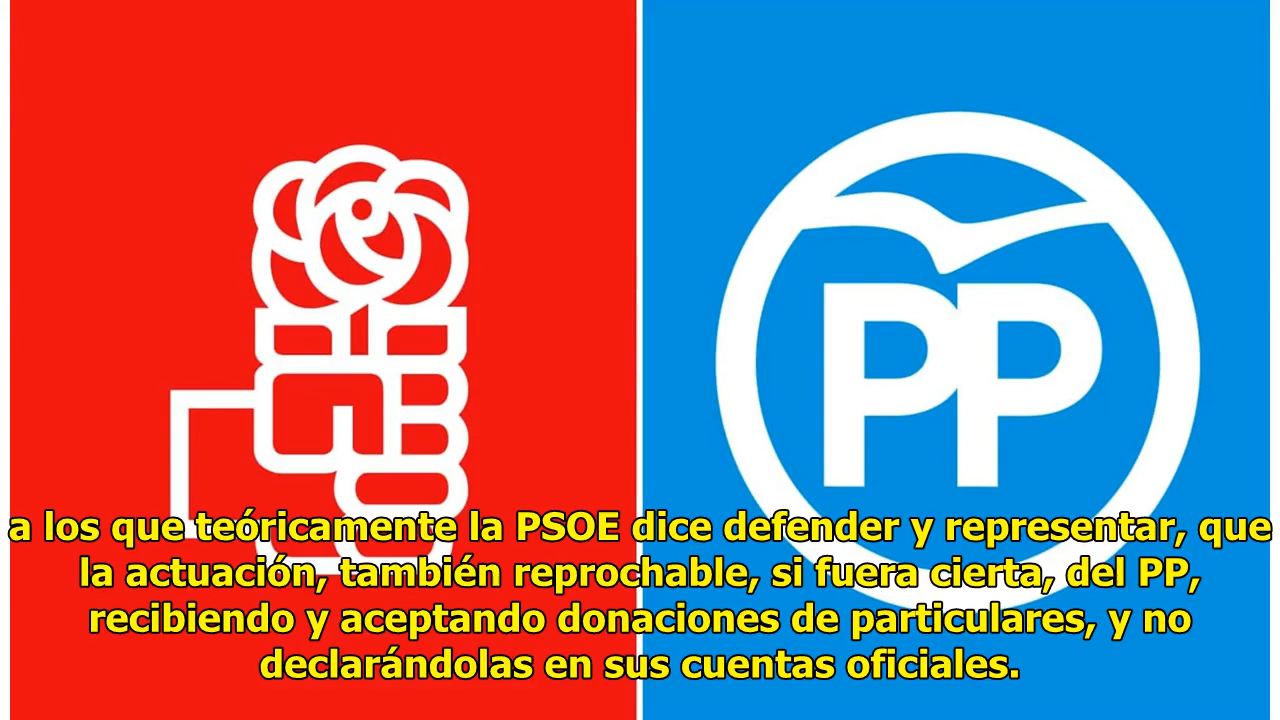 PP
a los que teóricamente la PSOE dice defender y representar, que
la actuación, también reprochable, si fuera cierta, del PP,
recibiendo y aceptando donaciones de particulares, y no
declarándolas en sus cuentas oficiales.